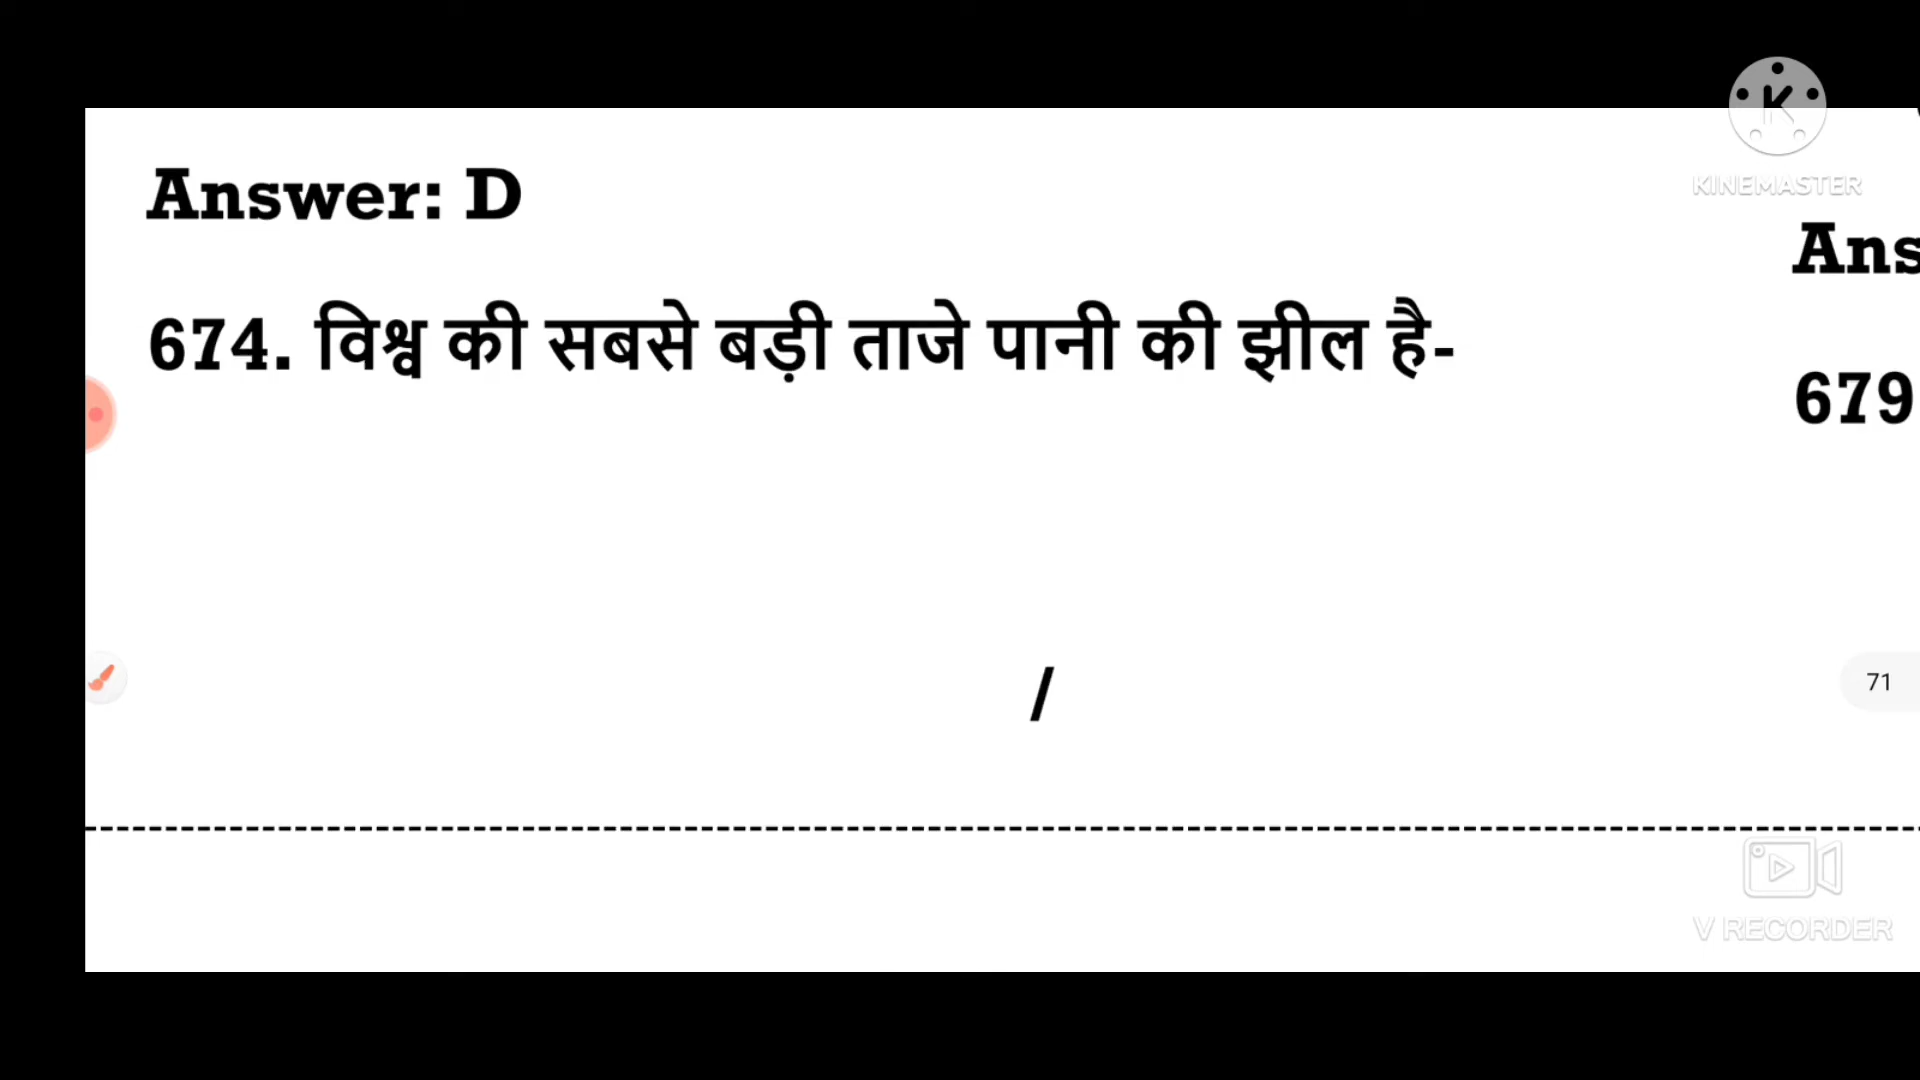 KINEMASTER
Answer: D
Ans
674. विश्व की सबसे बड़ी ताजे पानी की झील है-
679
/
71
V RECORDER